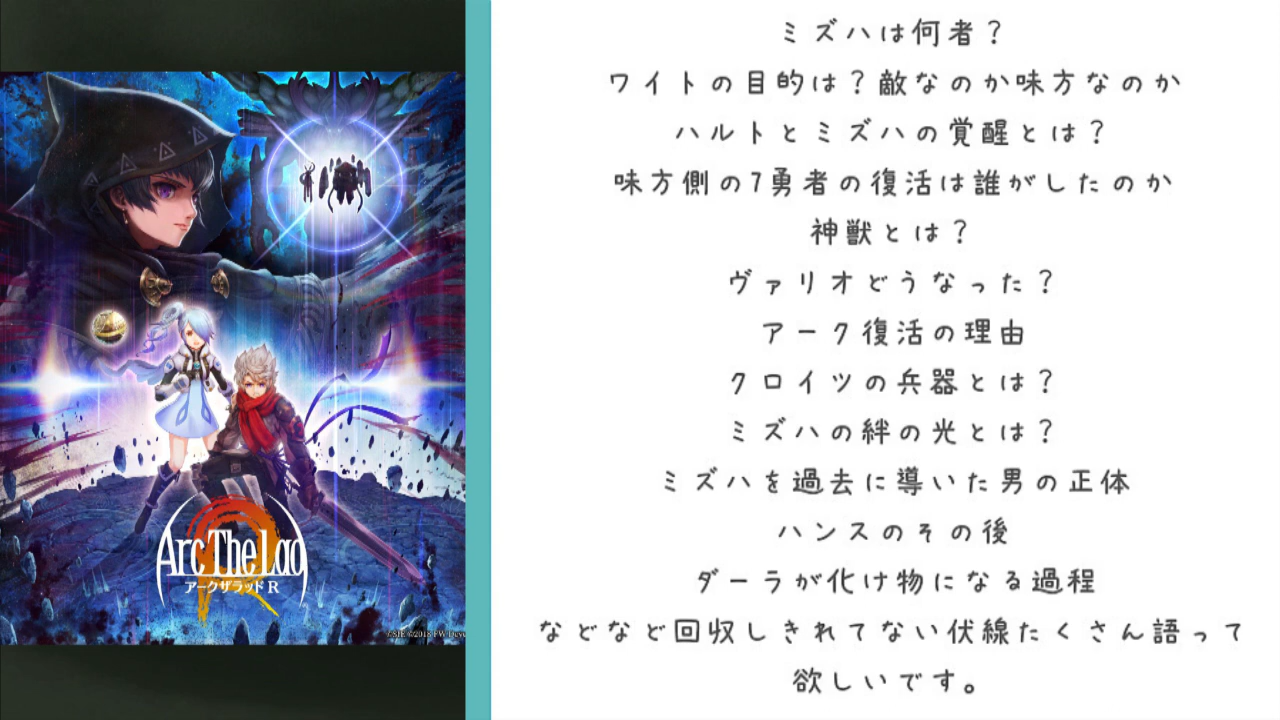 ミズハは何者？
ワイトの目的は？敵なのか味方なのか
ハルトとミズハの覚醒とは？
味方側の7勇者の復活は誰がしたのか
神獣とは？
ヴァリオどうなった？
アーク復活の理由
クロイツの兵器とは？
ミズハの絆の光とは？
ミズハを過去に導いた男の正体
ハンスのその後
ダーラが化け物になる過程
などなど回収しきれてない伏線たくさん語って
欲しいです。
Arc The Lad
アークザラッド R
©SIE ©2018 FW Deve